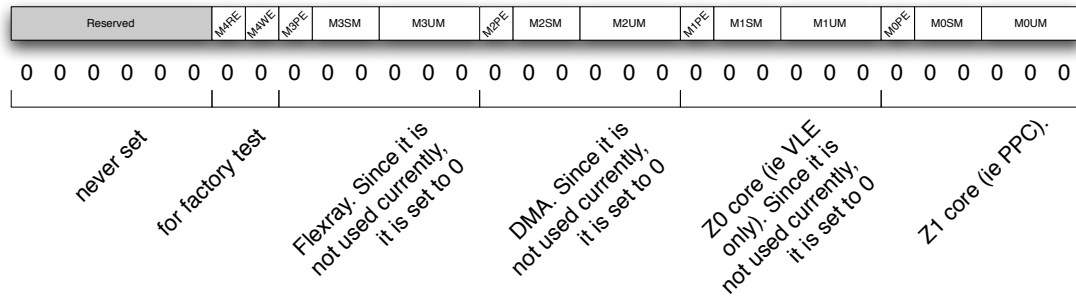 Reserved M4RE M4WE M3PE M3SM M3UM M2PE M2SM M2UM M1PE M1SM M1UM M0PE M0SM M0UM
0 0 0 0 0 0 0 0 0 0 0 0 0 0 0 0 0 0 0 0 0 0 0 0 0 0 0 0 0 0 0 0
never set
for factory test
Flexray. Since it is
not used currently,
it is set to 0
DMA. Since it is
not used currently,
it is set to 0
Z0 core (ie VLE
only). Since it is
not used currently,
it is set to 0
Z1 core (ie PPC).